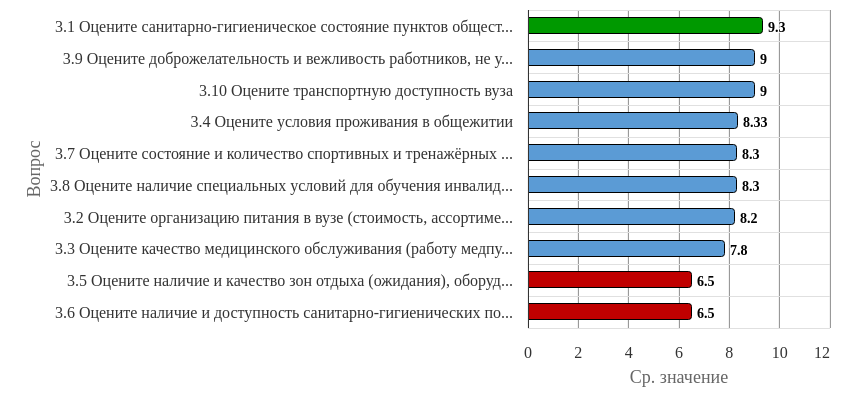 3.1 Оцените санитарно-гигиеническое состояние пунктов общест... 9.3
3.9 Оцените доброжелательность и вежливость работников, не у... 9
3.10 Оцените транспортную доступность вуза 9
3.4 Оцените условия проживания в общежитии 8.33
3.7 Оцените состояние и количество спортивных и тренажёрных ... 8.3
3.8 Оцените наличие специальных условий для обучения инвалид... 8.3
3.2 Оцените организацию питания в вузе (стоимость, ассортиме... 8.2
3.3 Оцените качество медицинского обслуживания (работу медпу... 7.8
3.5 Оцените наличие и качество зон отдыха (ожидания), оборуд... 6.5
3.6 Оцените наличие и доступность санитарно-гигиенических по... 6.5
Вопрос
0 2 4 6 8 10 12
Ср. значение